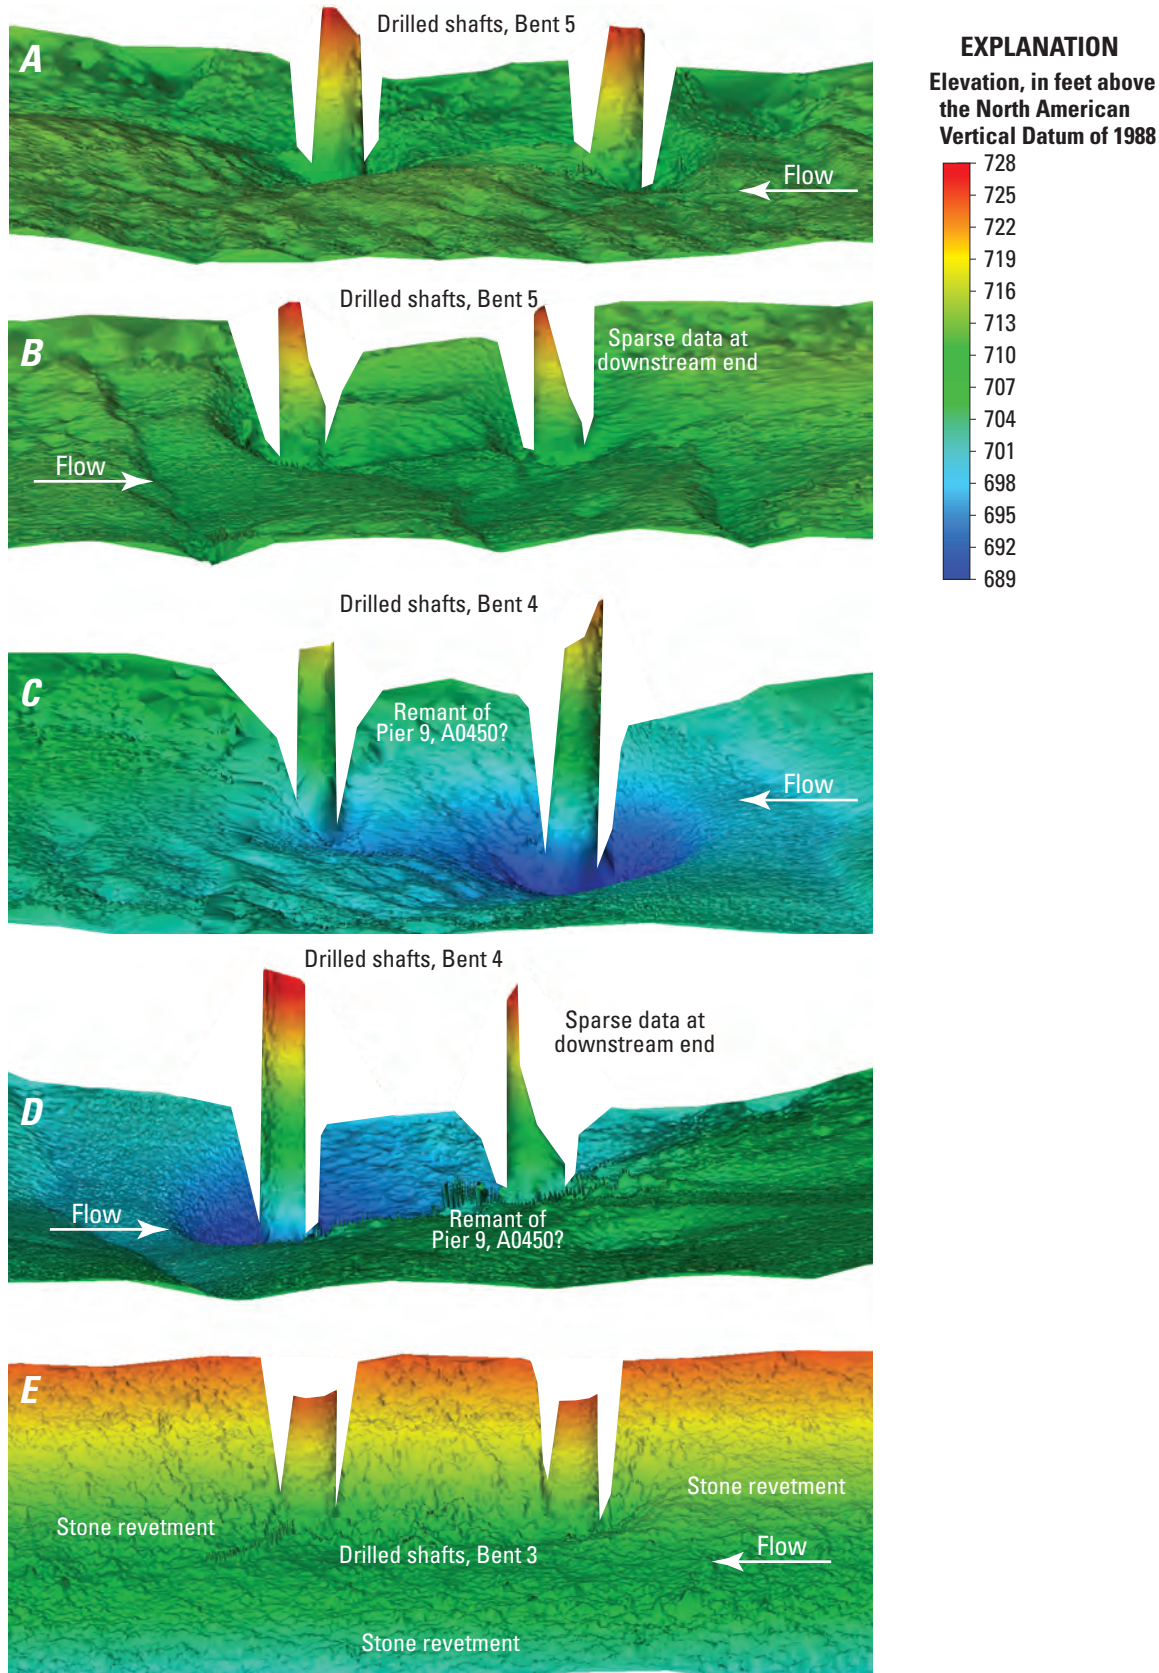 A
Drilled shafts, Bent 5
Flow
B
Drilled shafts, Bent 5
Sparse data at
downstream end
Flow
C
Drilled shafts, Bent 4
Remant of
Pier 9, A0450?
Flow
D
Drilled shafts, Bent 4
Sparse data at
downstream end
Flow
Remant of
Pier 9, A0450?
E
Stone revetment
Stone revetment
Drilled shafts, Bent 3
Flow
Stone revetment
EXPLANATION
Elevation, in feet above
the North American
Vertical Datum of 1988
728
725
722
719
716
713
710
707
704
701
698
695
692
689